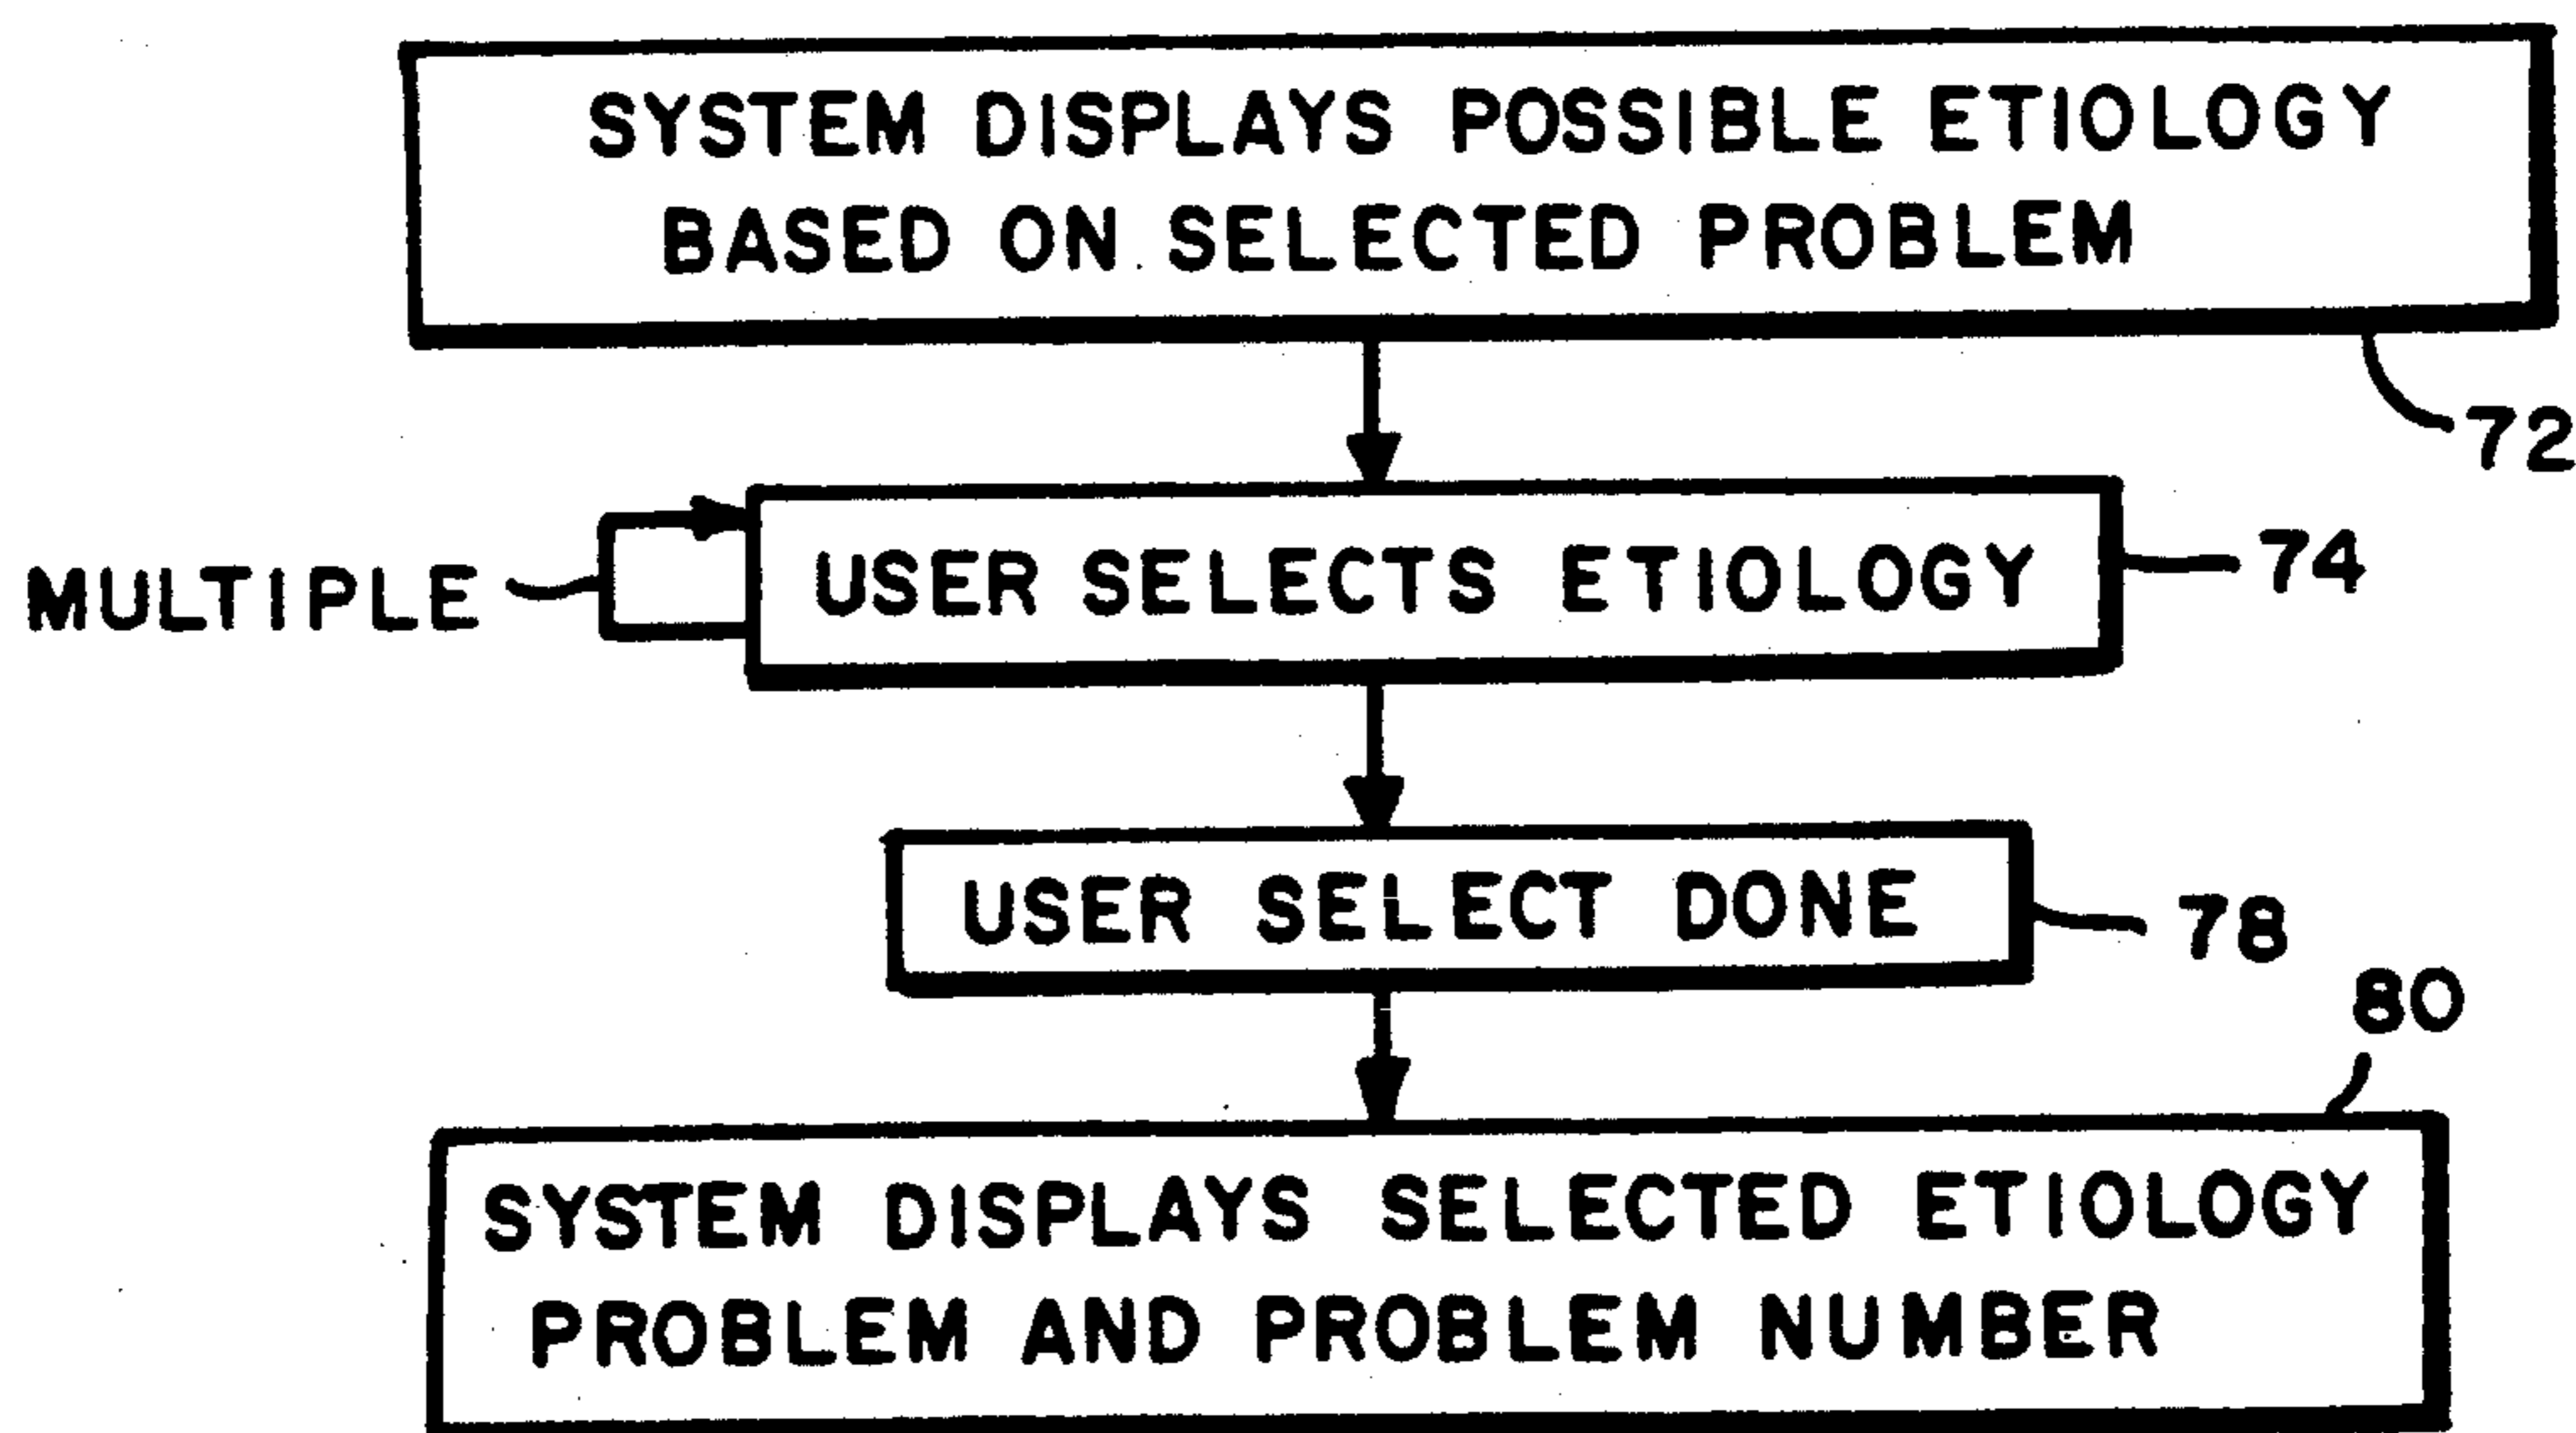 SYSTEM DISPLAYS POSSIBLE ETIOLOGY
BASED ON SELECTED PROBLEM
72
MULTIPLE
USER SELECTS ETIOLOGY
74
USER SELECT DONE
78
80
SYSTEM DISPLAYS SELECTED ETIOLOGY
PROBLEM AND PROBLEM NUMBER